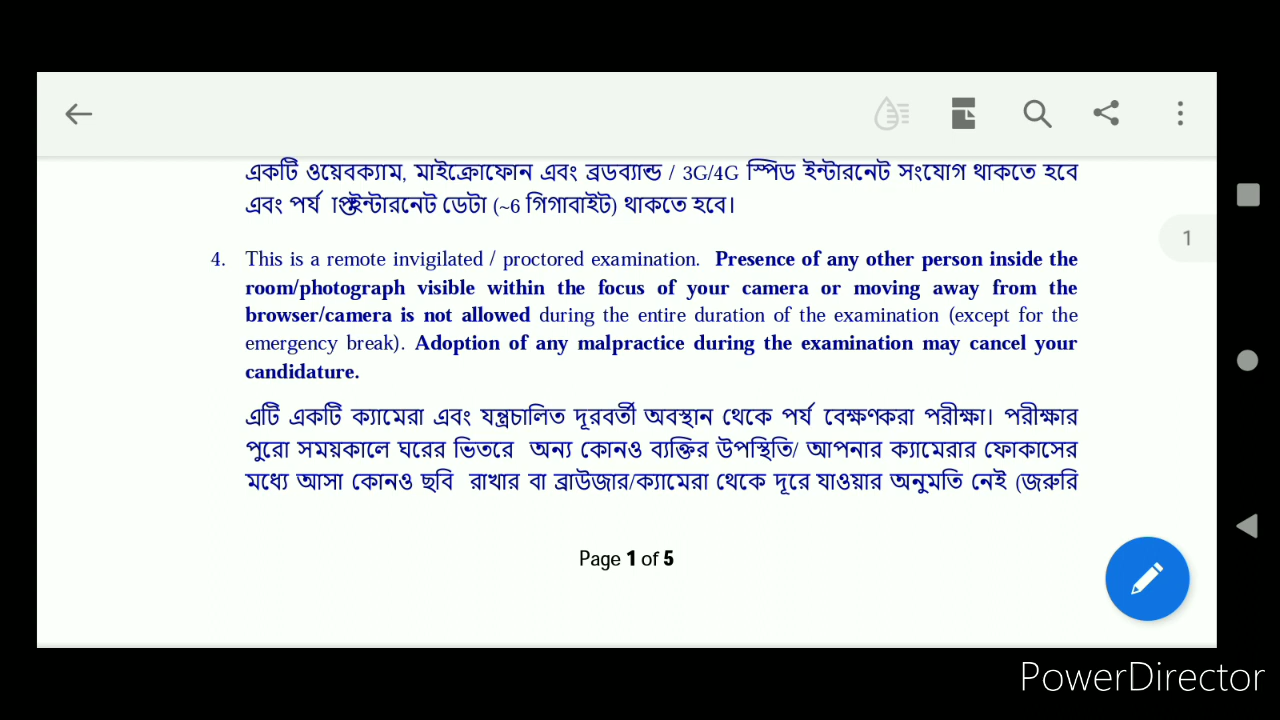 একটি ওয়েবক্যাম, মাইক্রোফোন এবং ব্রডব্যান্ড / 3G/4G স্পিড ইন্টারনেট সংযোগ থাকতে হবে
এবং পর্য াপ্ত ইন্টারনেট ডেটা (~6 গিগাবাইট) থাকতে হবে।
1
4. This is a remote invigilated / proctored examination. Presence of any other person inside the
room/photograph visible within the focus of your camera or moving away from the
browser/camera is not allowed during the entire duration of the examination (except for the
emergency break). Adoption of any malpractice during the examination may cancel your
candidature.
এটি একটি ক্যামেরা এবং যন্ত্রচালিত দূরবর্তী অবস্থান থেকে পর্য বেক্ষণকরা পরীক্ষা। পরীক্ষার
পুরো সময়কালে ঘরের ভিতরে অন্য কোনও ব্যক্তির উপস্থিতি/ আপনার ক্যামেরার ফোকাসের
মধ্যে আসা কোনও ছবি রাখার বা ব্রাউজার/ক্যামেরা থেকে দূরে যাওয়ার অনুমতি নেই (জরুরি
Page 1 of 5
PowerDirector